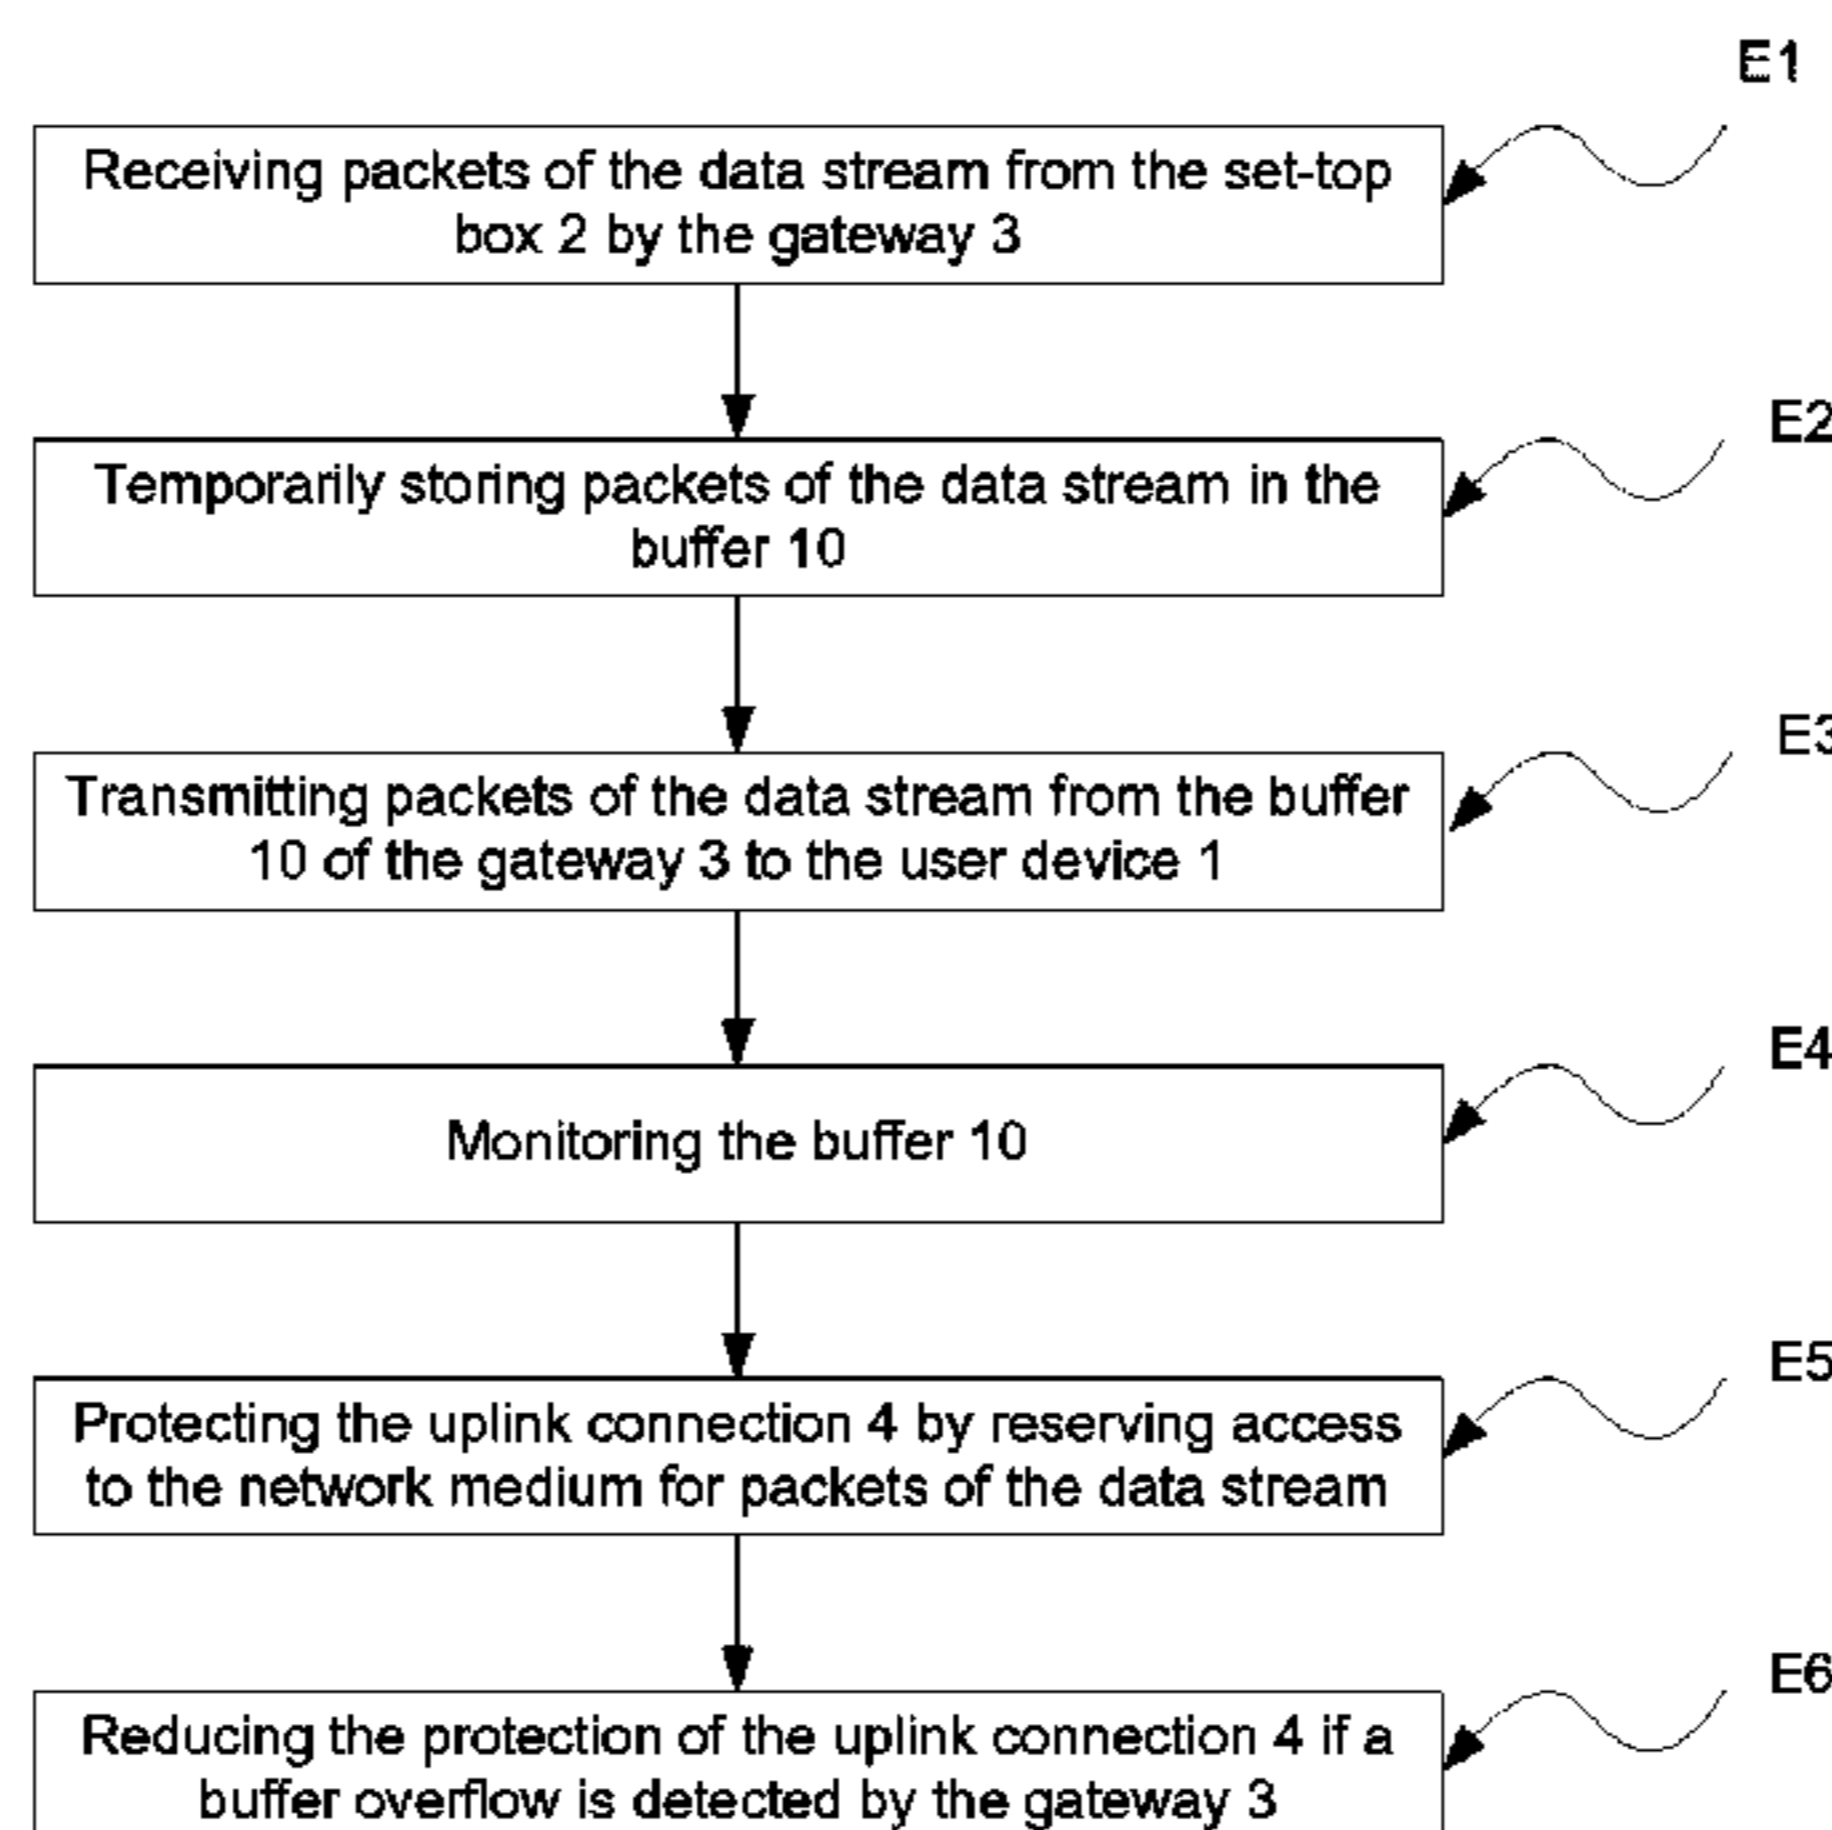 E1
Receiving packets of the data stream from the set-top
box 2 by the gateway 3
E2
Temporarily storing packets of the data stream in the
buffer 10
E3
Transmitting packets of the data stream from the buffer
10 of the gateway 3 to the user device 1
E4
Monitoring the buffer 10
E5
Protecting the uplink connection 4 by reserving access
to the network medium for packets of the data stream
E6
Reducing the protection of the uplink connection 4 if a
buffer overflow is detected by the gateway 3